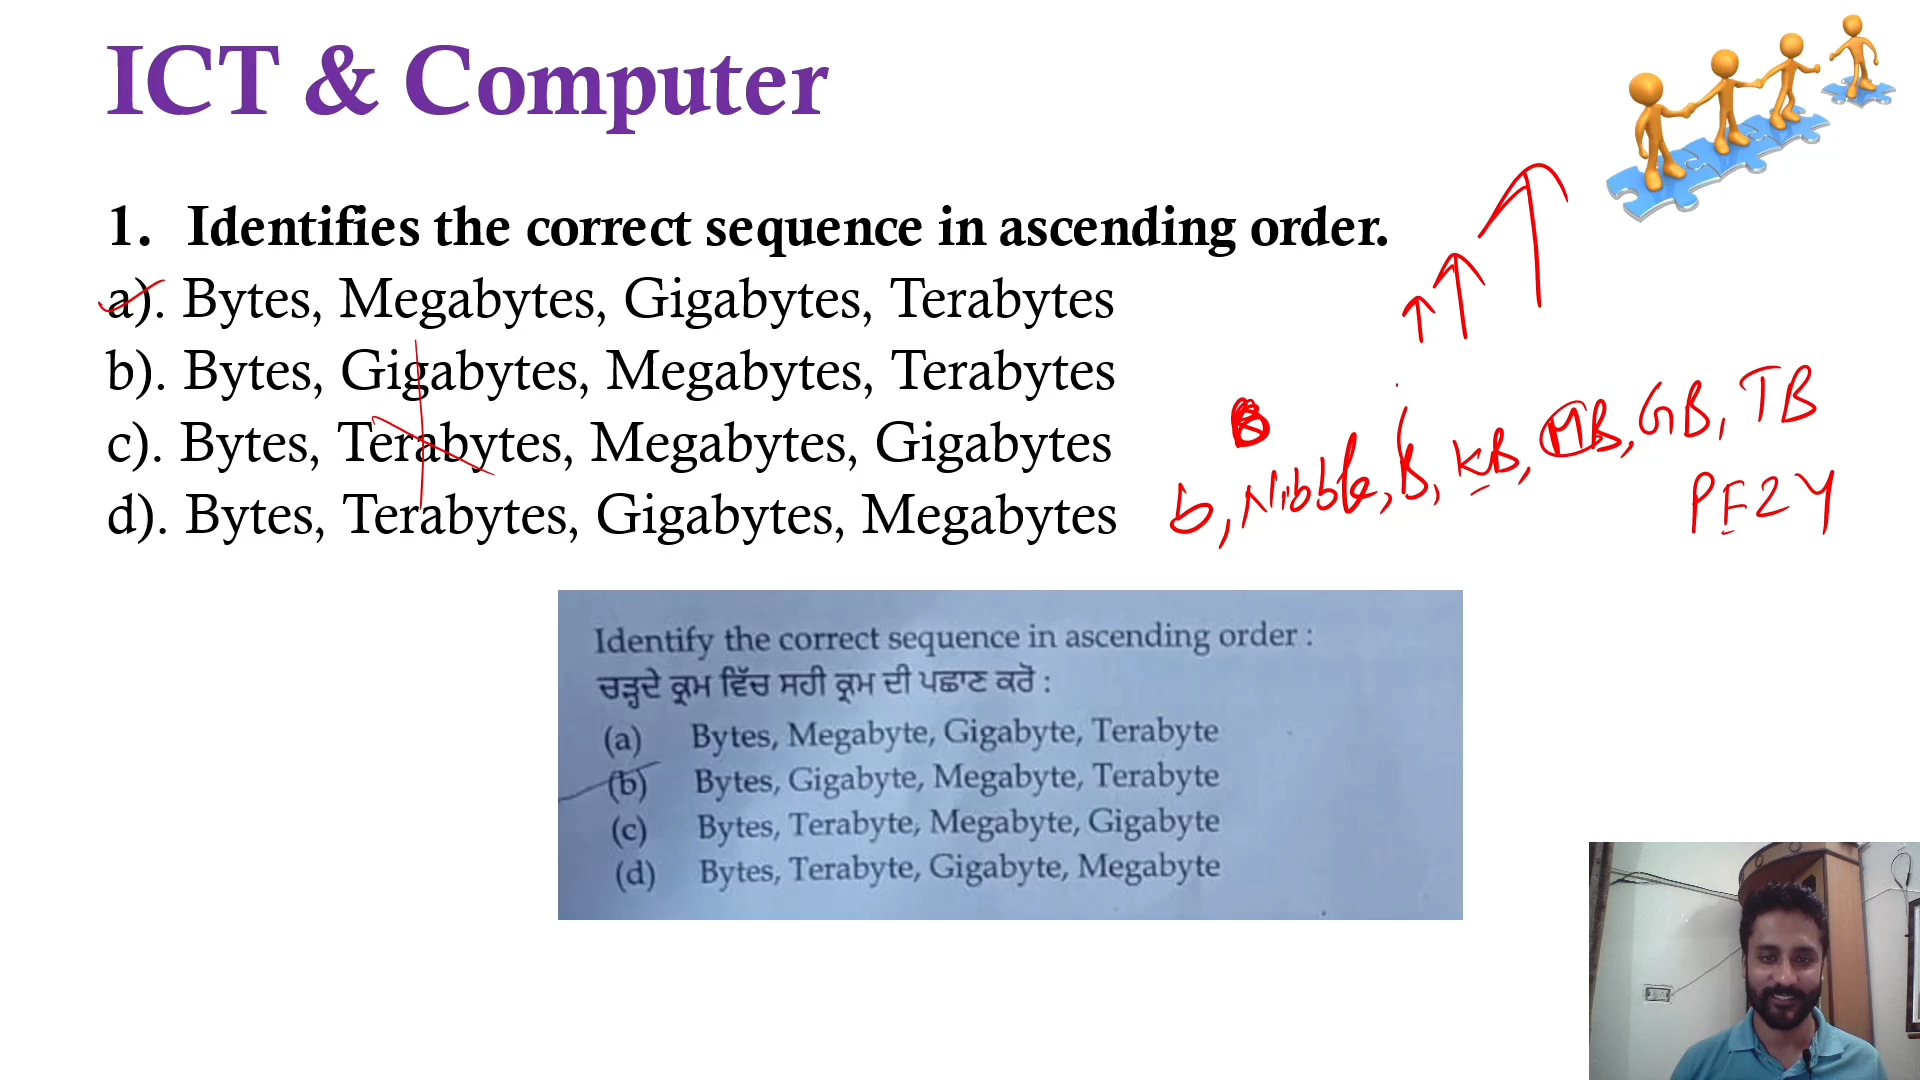 ICT & Computer
1. Identifies the correct sequence in ascending order.
a). Bytes, Megabytes, Gigabytes, Terabytes
b). Bytes, Gigabytes, Megabytes, Terabytes
c). Bytes, Terabytes, Megabytes, Gigabytes
d). Bytes, Terabytes, Gigabytes, Megabytes
b, Nibble, B, KB, MB, GB, TB
P E Z Y
Identify the correct sequence in ascending order :
ਚੜ੍ਹਦੇ ਕ੍ਰਮ ਵਿੱਚ ਸਹੀ ਕ੍ਰਮ ਦੀ ਪਛਾਣ ਕਰੋ :
(a) Bytes, Megabyte, Gigabyte, Terabyte
(b) Bytes, Gigabyte, Megabyte, Terabyte
(c) Bytes, Terabyte, Megabyte, Gigabyte
(d) Bytes, Terabyte, Gigabyte, Megabyte